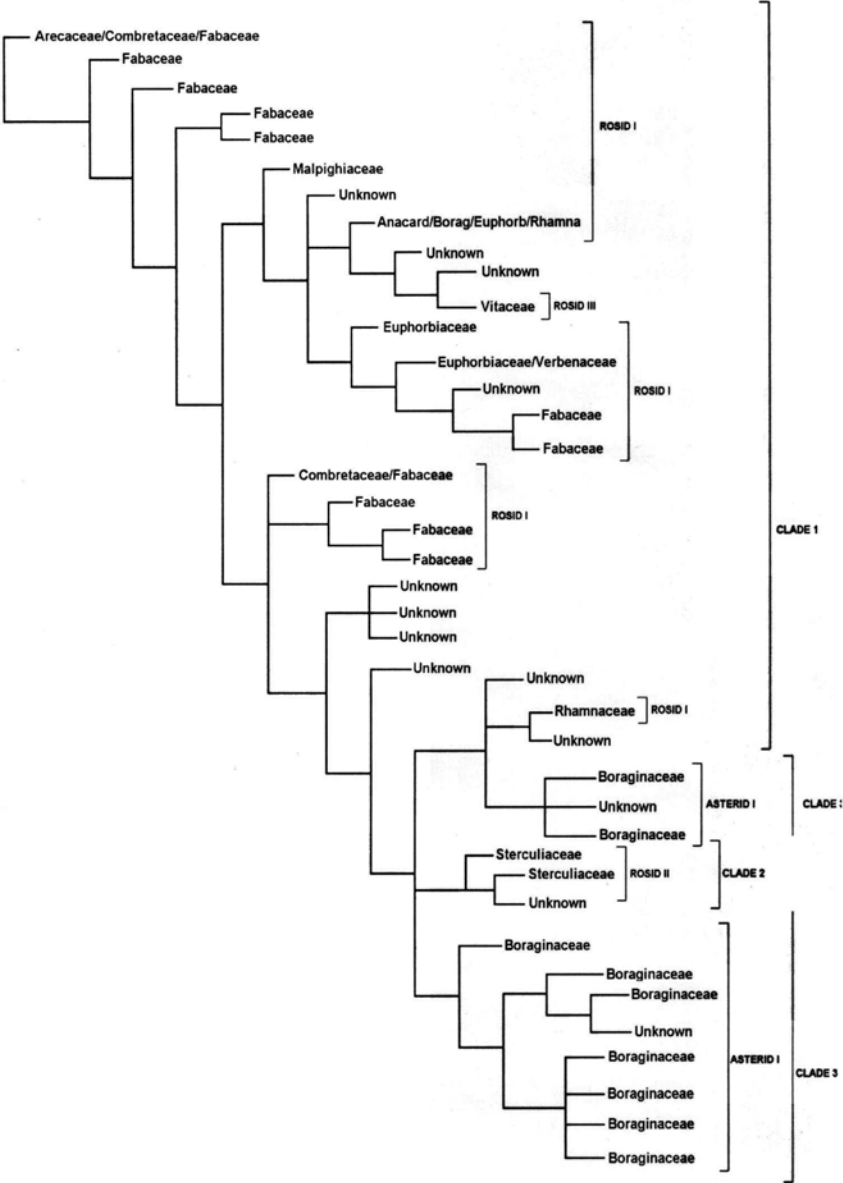 Arecaceae/Combretaceae/Fabaceae
Fabaceae
Fabaceae
Fabaceae
Fabaceae
ROSID I
Malpighiaceae
Unknown
Anacard/Borag/Euphorb/Rhamna
Unknown
Unknown
Vitaceae
ROSID III
Euphorbiaceae
Euphorbiaceae/Verbenaceae
Unknown
ROSID I
Fabaceae
Fabaceae
Combretaceae/Fabaceae
Fabaceae
ROSID I
Fabaceae
CLADE 1
Fabaceae
Unknown
Unknown
Unknown
Unknown
Unknown
Rhamnaceae
ROSID I
Unknown
Boraginaceae
Unknown
ASTERID I
CLADE
Boraginaceae
Sterculiaceae
Sterculiaceae
ROSID II
CLADE 2
Unknown
Boraginaceae
Boraginaceae
Boraginaceae
Unknown
Boraginaceae
ASTERID I
CLADE 3
Boraginaceae
Boraginaceae
Boraginaceae